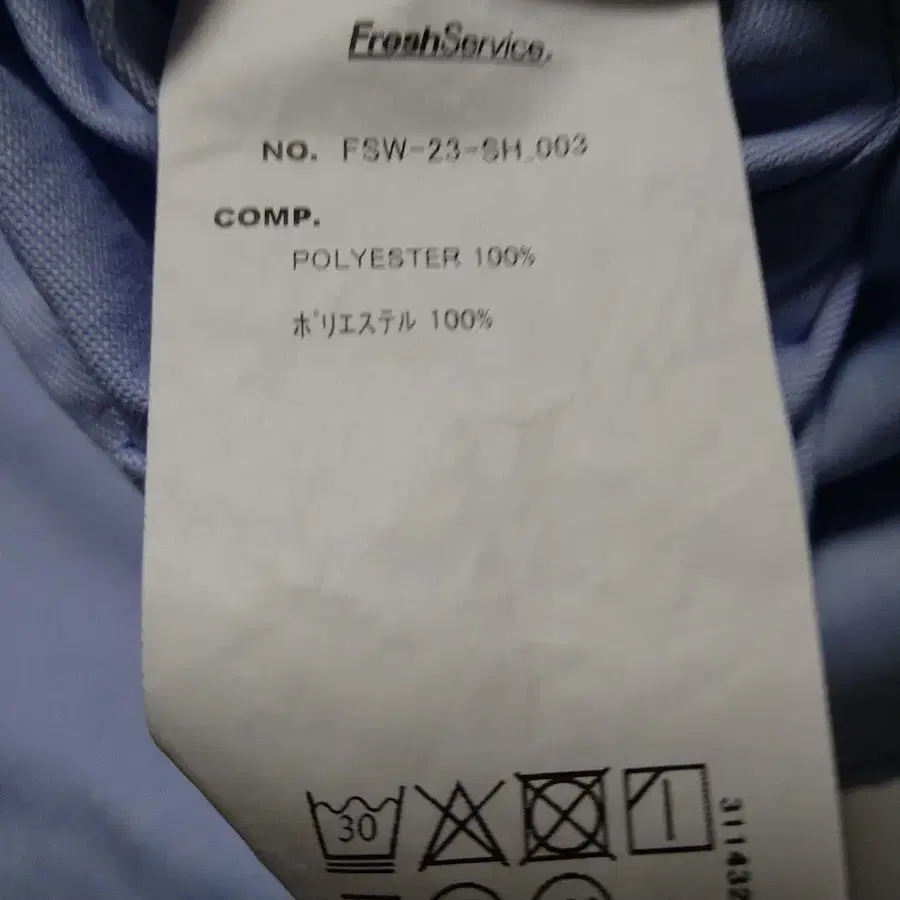 FreshService.
NO. FSW-23-SH_003
COMP.
POLYESTER 100%
ポリエステル 100%
30